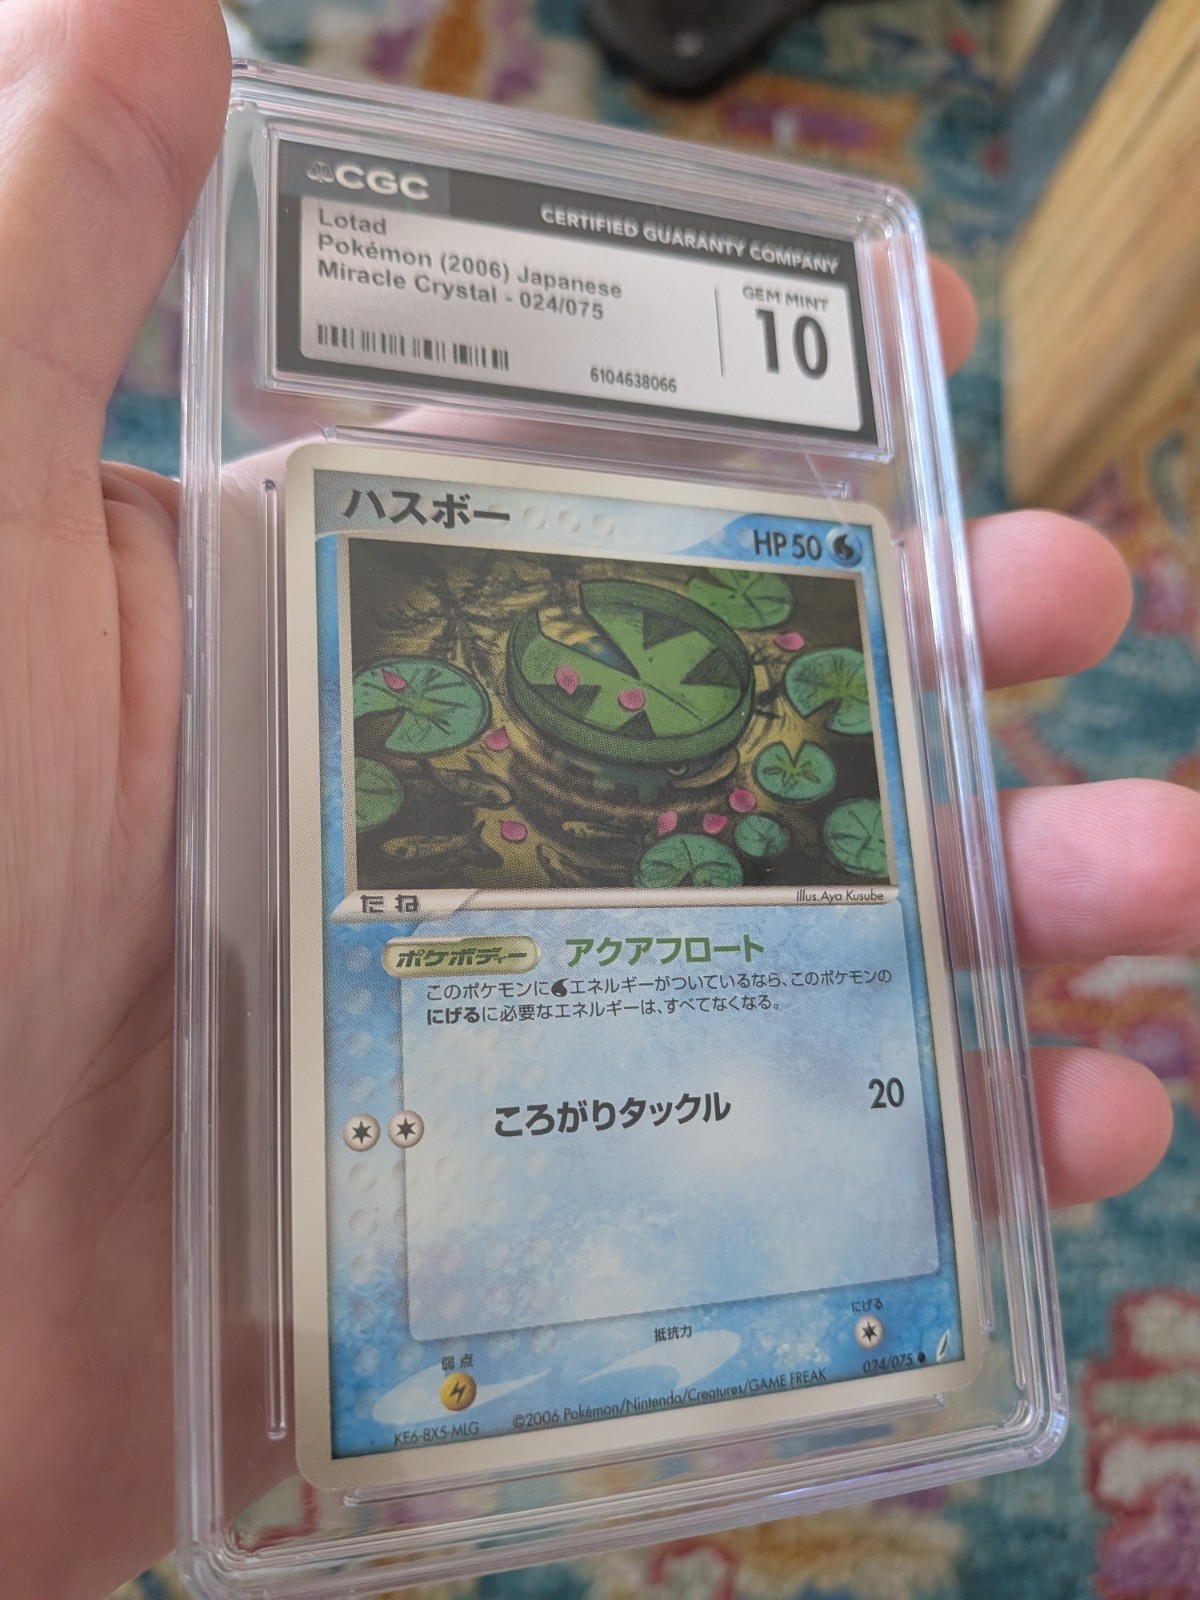 CGC
CERTIFIED GUARANTY COMPANY
Lotad
Pokémon (2006) Japanese
Miracle Crystal - 024/075
GEM MINT
10
6104638066
ハスボー
HP 50
たね
Illus. Aya Kusube
ポケボディー アクアフロート
このポケモンにエネルギーがついているなら、このポケモンの
にげるに必要なエネルギーは、すべてなくなる。
ころがりタックル 20
弱点
抵抗力
にげる
024/075
KE6-8X5-MLG
©2006 Pokémon/Nintendo/Creatures/GAME FREAK